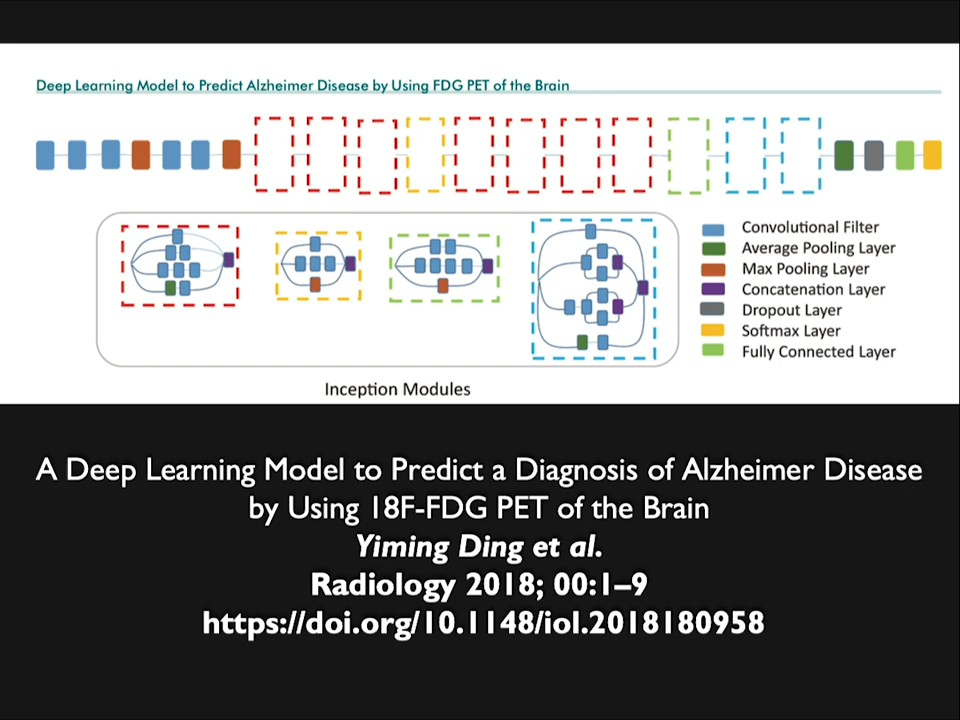 Deep Learning Model to Predict Alzheimer Disease by Using FDG PET of the Brain
Convolutional Filter
Average Pooling Layer
Max Pooling Layer
Concatenation Layer
Dropout Layer
Softmax Layer
Fully Connected Layer
Inception Modules
A Deep Learning Model to Predict a Diagnosis of Alzheimer Disease
by Using 18F-FDG PET of the Brain
Yiming Ding et al.
Radiology 2018; 00:1–9
https://doi.org/10.1148/iol.2018180958